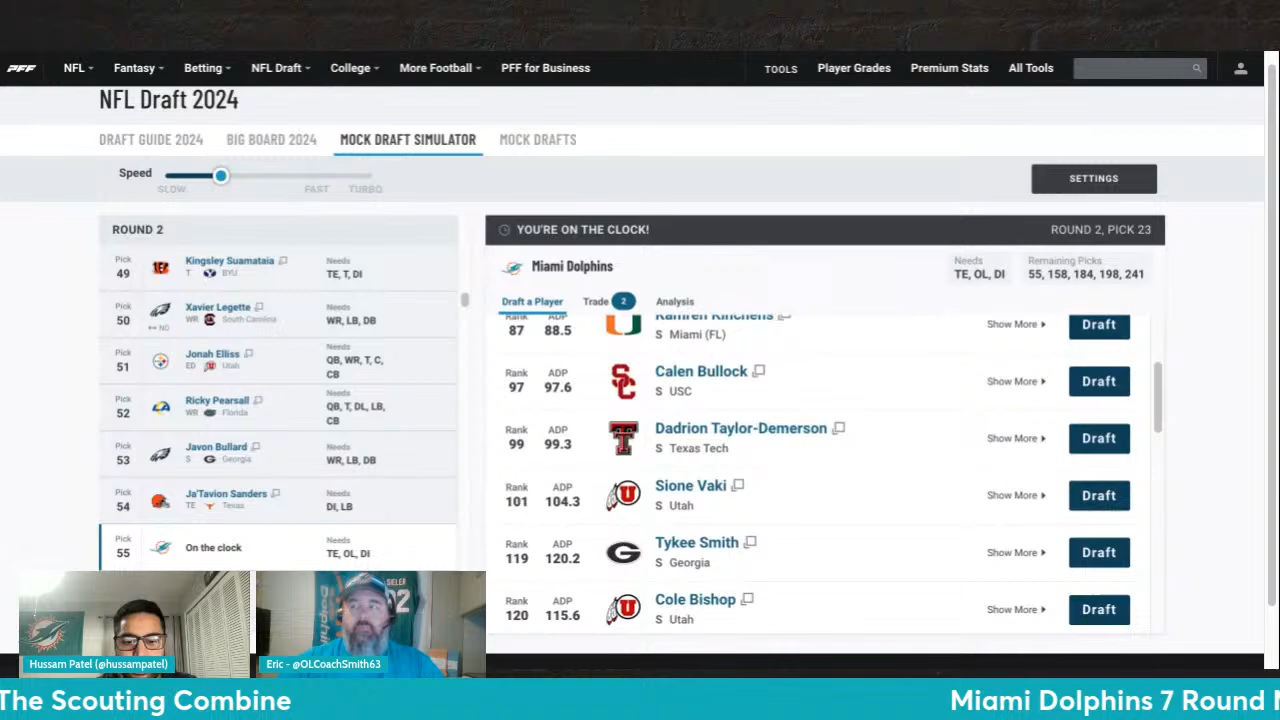 PFF NFL Fantasy Betting NFL Draft College More Football PFF for Business TOOLS Player Grades Premium Stats All Tools
NFL Draft 2024
DRAFT GUIDE 2024 BIG BOARD 2024 MOCK DRAFT SIMULATOR MOCK DRAFTS
Speed
SLOW FAST TURBO
SETTINGS
ROUND 2
Pick 49 Kingsley Suamataia T BYU Needs TE, T, DI
Pick 50 Xavier Legette WR South Carolina Needs WR, LB, DB
NO
Pick 51 Jonah Elliss ED Utah Needs QB, WR, T, C, CB
Pick 52 Ricky Pearsall WR Florida Needs QB, T, DL, LB, CB
Pick 53 Javon Bullard S Georgia Needs WR, LB, DB
Pick 54 Ja'Tavion Sanders TE Texas Needs DI, LB
Pick 55 On the clock Needs TE, OL, DI
YOU'RE ON THE CLOCK! ROUND 2, PICK 23
Miami Dolphins
Needs TE, OL, DI
Remaining Picks 55, 158, 184, 198, 241
Draft a Player Trade 2 Analysis
Rank 87 ADP 88.5 Kamren Kinchens S Miami (FL) Show More Draft
Rank 97 ADP 97.6 Calen Bullock S USC Show More Draft
Rank 99 ADP 99.3 Dadrion Taylor-Demerson S Texas Tech Show More Draft
Rank 101 ADP 104.3 Sione Vaki S Utah Show More Draft
Rank 119 ADP 120.2 Tykee Smith S Georgia Show More Draft
Rank 120 ADP 115.6 Cole Bishop S Utah Show More Draft
SIELER
Hussam Patel (@hussampatel)
Eric - @OLCoachSmith63
The Scouting Combine
Miami Dolphins 7 Round